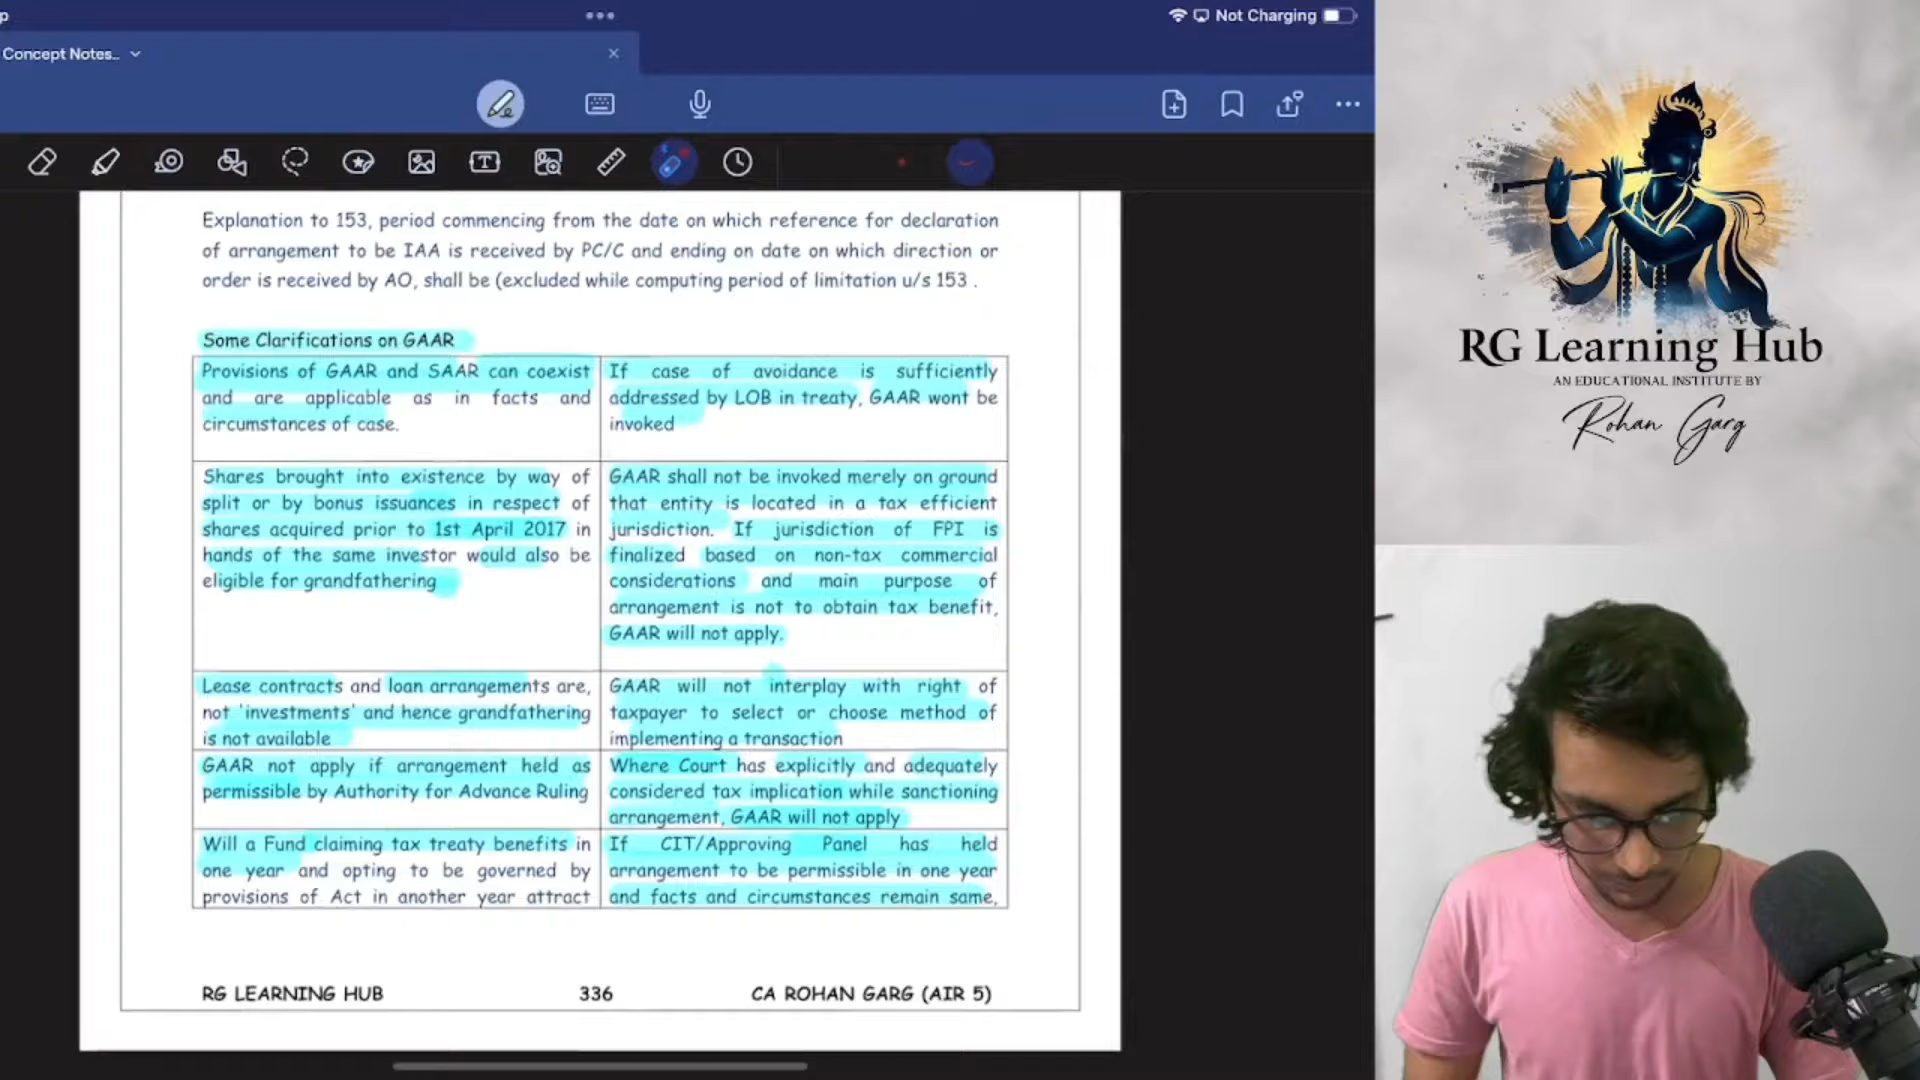 p
Not Charging
Concept Notes..
Explanation to 153, period commencing from the date on which reference for declaration
of arrangement to be IAA is received by PC/C and ending on date on which direction or
order is received by AO, shall be (excluded while computing period of limitation u/s 153 .
Some Clarifications on GAAR
Provisions of GAAR and SAAR can coexist
and are applicable as in facts and
circumstances of case.
If case of avoidance is sufficiently
addressed by LOB in treaty, GAAR wont be
invoked
Shares brought into existence by way of
split or by bonus issuances in respect of
shares acquired prior to 1st April 2017 in
hands of the same investor would also be
eligible for grandfathering
GAAR shall not be invoked merely on ground
that entity is located in a tax efficient
jurisdiction. If jurisdiction of FPI is
finalized based on non-tax commercial
considerations and main purpose of
arrangement is not to obtain tax benefit,
GAAR will not apply.
Lease contracts and loan arrangements are,
not 'investments' and hence grandfathering
is not available
GAAR will not interplay with right of
taxpayer to select or choose method of
implementing a transaction
GAAR not apply if arrangement held as
permissible by Authority for Advance Ruling
Where Court has explicitly and adequately
considered tax implication while sanctioning
arrangement, GAAR will not apply
Will a Fund claiming tax treaty benefits in
one year and opting to be governed by
provisions of Act in another year attract
If CIT/Approving Panel has held
arrangement to be permissible in one year
and facts and circumstances remain same,
RG LEARNING HUB
336
CA ROHAN GARG (AIR 5)
RG Learning Hub
AN EDUCATIONAL INSTITUTE BY
Rohan Garg